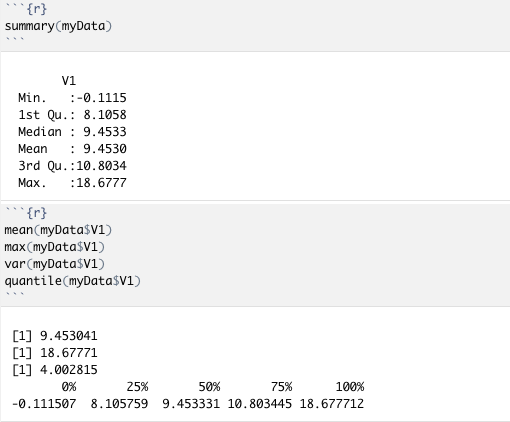 ```{r}
summary(myData)
```
V1
Min.   :-0.1115
1st Qu.: 8.1058
Median : 9.4533
Mean   : 9.4530
3rd Qu.:10.8034
Max.   :18.6777
```{r}
mean(myData$V1)
max(myData$V1)
var(myData$V1)
quantile(myData$V1)
```
[1] 9.453041
[1] 18.67771
[1] 4.002815
0%       25%       50%       75%      100%
-0.111507  8.105759  9.453331 10.803445 18.677712